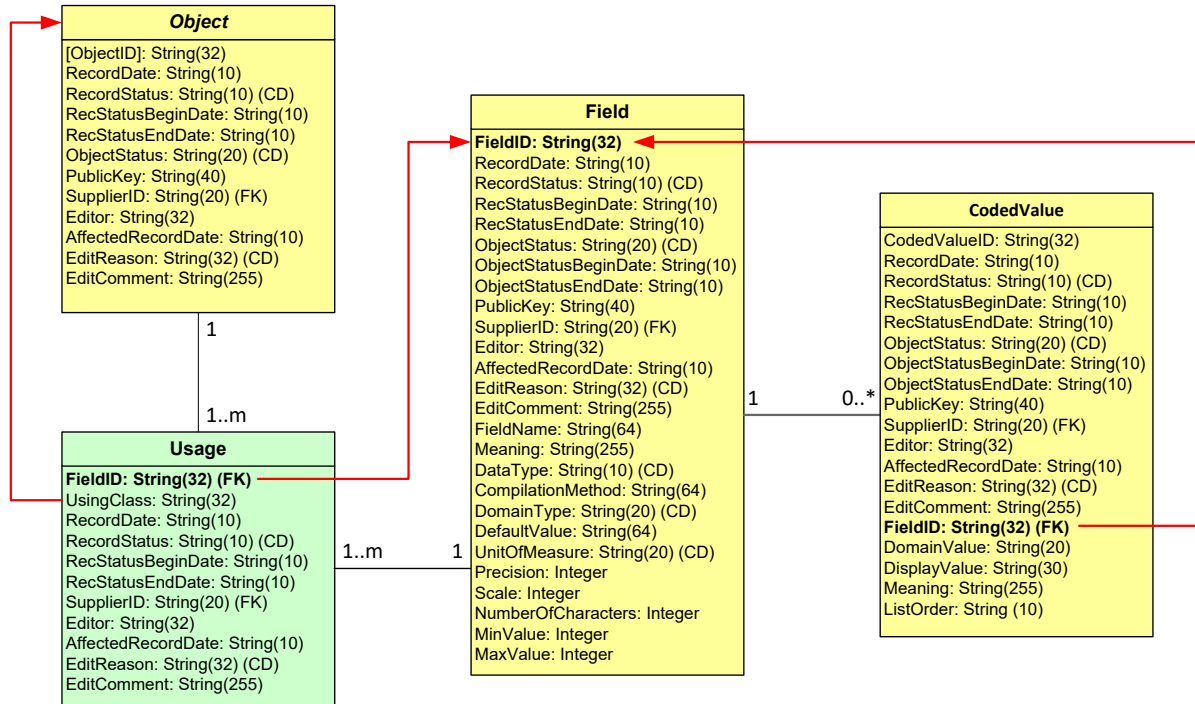 Object
[ObjectID]: String(32)
RecordDate: String(10)
RecordStatus: String(10) (CD)
RecStatusBeginDate: String(10)
RecStatusEndDate: String(10)
ObjectStatus: String(20) (CD)
PublicKey: String(40)
SupplierID: String(20) (FK)
Editor: String(32)
AffectedRecordDate: String(10)
EditReason: String(32) (CD)
EditComment: String(255)
1
1..m
Usage
FieldID: String(32) (FK)
UsingClass: String(32)
RecordDate: String(10)
RecordStatus: String(10) (CD)
RecStatusBeginDate: String(10)
RecStatusEndDate: String(10)
SupplierID: String(20) (FK)
Editor: String(32)
AffectedRecordDate: String(10)
EditReason: String(32) (CD)
EditComment: String(255)
1..m
1
Field
FieldID: String(32)
RecordDate: String(10)
RecordStatus: String(10) (CD)
RecStatusBeginDate: String(10)
RecStatusEndDate: String(10)
ObjectStatus: String(20) (CD)
ObjectStatusBeginDate: String(10)
ObjectStatusEndDate: String(10)
PublicKey: String(40)
SupplierID: String(20) (FK)
Editor: String(32)
AffectedRecordDate: String(10)
EditReason: String(32) (CD)
EditComment: String(255)
FieldName: String(64)
Meaning: String(255)
DataType: String(10) (CD)
CompilationMethod: String(64)
DomainType: String(20) (CD)
DefaultValue: String(64)
UnitOfMeasure: String(20) (CD)
Precision: Integer
Scale: Integer
NumberOfCharacters: Integer
MinValue: Integer
MaxValue: Integer
1
0..*
CodedValue
CodedValueID: String(32)
RecordDate: String(10)
RecordStatus: String(10) (CD)
RecStatusBeginDate: String(10)
RecStatusEndDate: String(10)
ObjectStatus: String(20) (CD)
ObjectStatusBeginDate: String(10)
ObjectStatusEndDate: String(10)
PublicKey: String(40)
SupplierID: String(20) (FK)
Editor: String(32)
AffectedRecordDate: String(10)
EditReason: String(32) (CD)
EditComment: String(255)
FieldID: String(32) (FK)
DomainValue: String(20)
DisplayValue: String(30)
Meaning: String(255)
ListOrder: String (10)